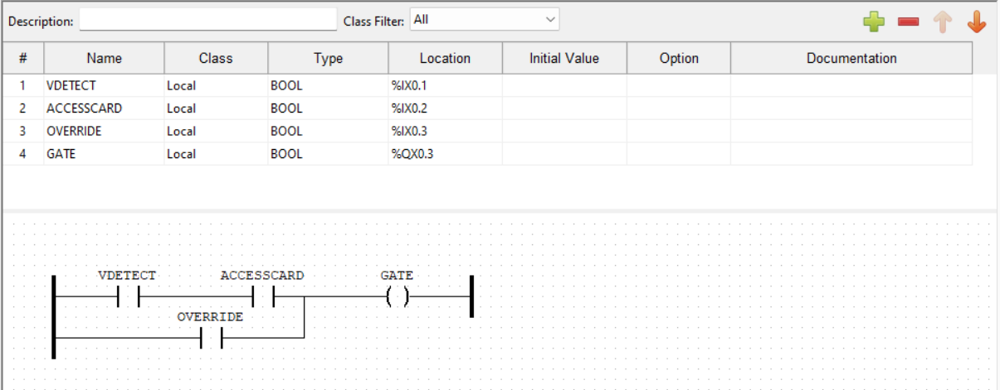 Description: Class Filter: All
# Name Class Type Location Initial Value Option Documentation
1 VDETECT Local BOOL %IX0.1
2 ACCESSCARD Local BOOL %IX0.2
3 OVERRIDE Local BOOL %IX0.3
4 GATE Local BOOL %QX0.3
VDETECT ACCESSCARD GATE
OVERRIDE